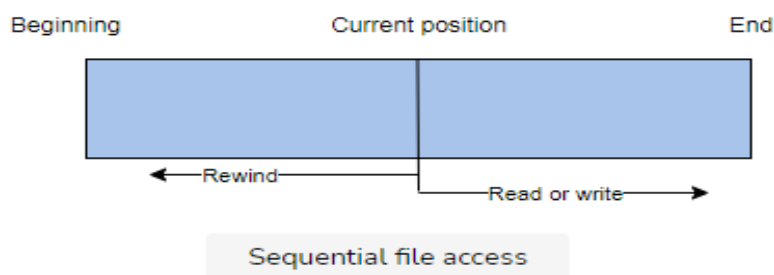 Beginning Current position End
Rewind
Read or write
Sequential file access